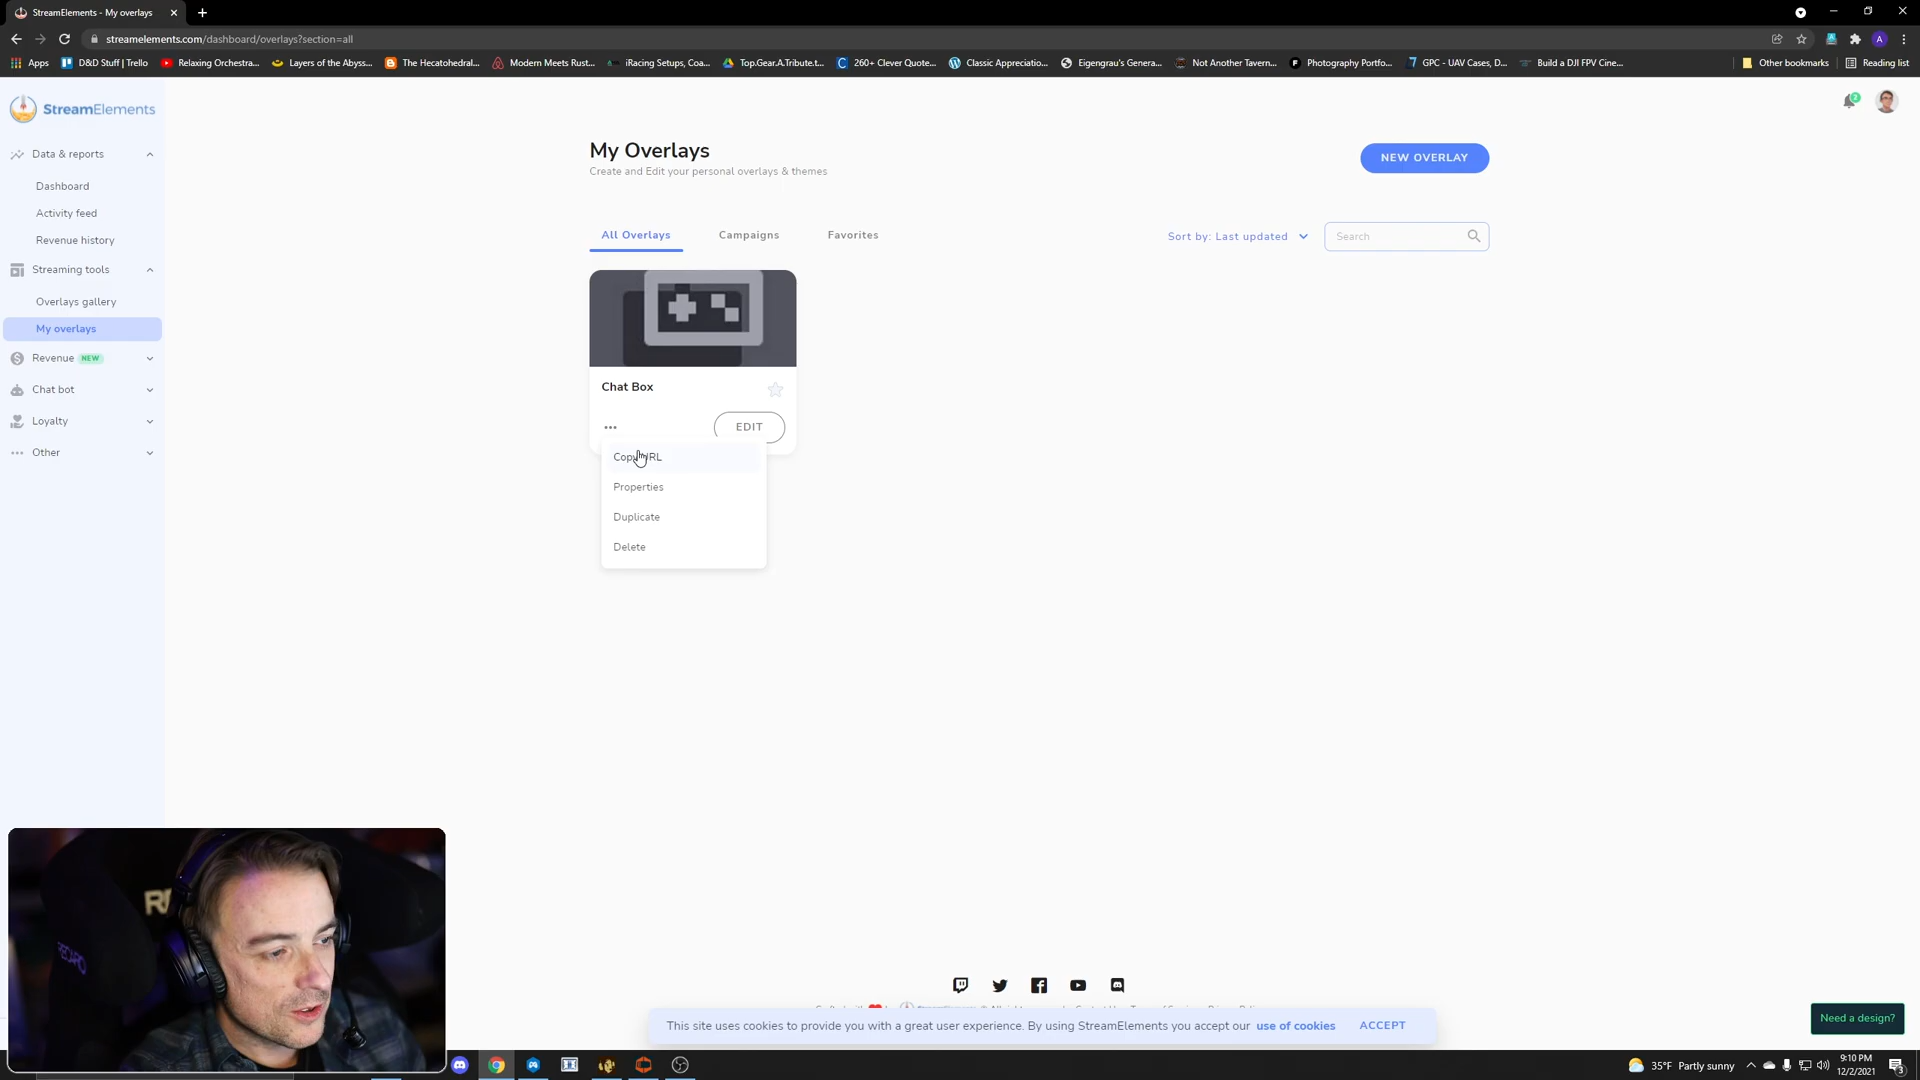 StreamElements - My overlays
streamelements.com/dashboard/overlays?section=all
A
Apps D&D Stuff | Trello Relaxing Orchestra... Layers of the Abyss... The Hecatohedral... Modern Meets Rust... iRacing Setups, Coa... Top.Gear.A.Tribute.t... 260+ Clever Quote... Classic Appreciatio... Eigengrau's Genera... Not Another Tavern... Photography Portfo... GPC - UAV Cases, D... Build a DJI FPV Cine... Other bookmarks Reading list
StreamElements
2
Data & reports
Dashboard
Activity feed
Revenue history
Streaming tools
Overlays gallery
My overlays
Revenue NEW
Chat bot
Loyalty
Other
My Overlays
Create and Edit your personal overlays & themes
NEW OVERLAY
All Overlays Campaigns Favorites
Sort by: Last updated
Search
Chat Box
EDIT
Copy URL
Properties
Duplicate
Delete
This site uses cookies to provide you with a great user experience. By using StreamElements you accept our use of cookies ACCEPT
Need a design?
RECARO
35°F Partly sunny
9:10 PM
12/2/2021
3